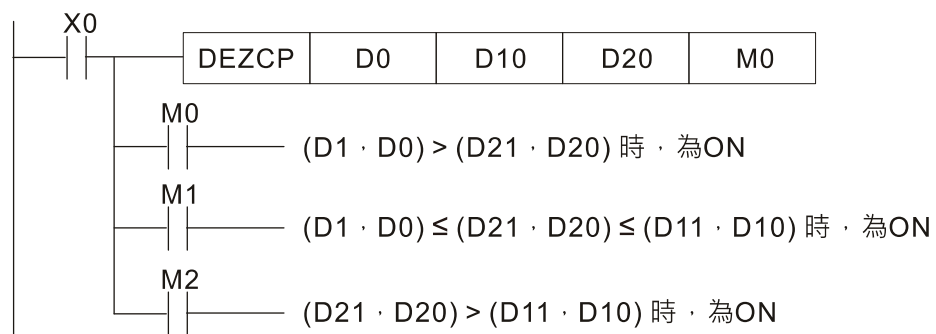 X0
DEZCP D0 D10 D20 M0
M0
(D1，D0) > (D21，D20) 時，為ON
M1
(D1，D0) ≤ (D21，D20) ≤ (D11，D10) 時，為ON
M2
(D21，D20) > (D11，D10) 時，為ON